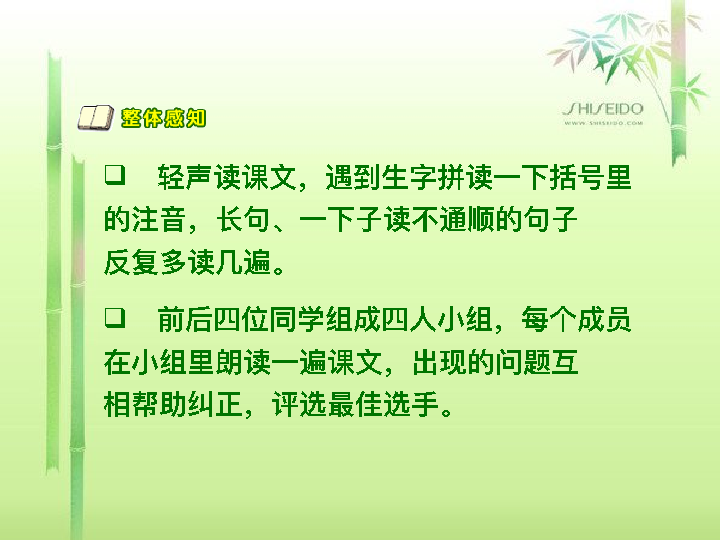 SHISEIDO
WWW.SHISEIDO.COM
整体感知
❑ 轻声读课文，遇到生字拼读一下括号里
的注音，长句、一下子读不通顺的句子
反复多读几遍。
❑ 前后四位同学组成四人小组，每个成员
在小组里朗读一遍课文，出现的问题互
相帮助纠正，评选最佳选手。